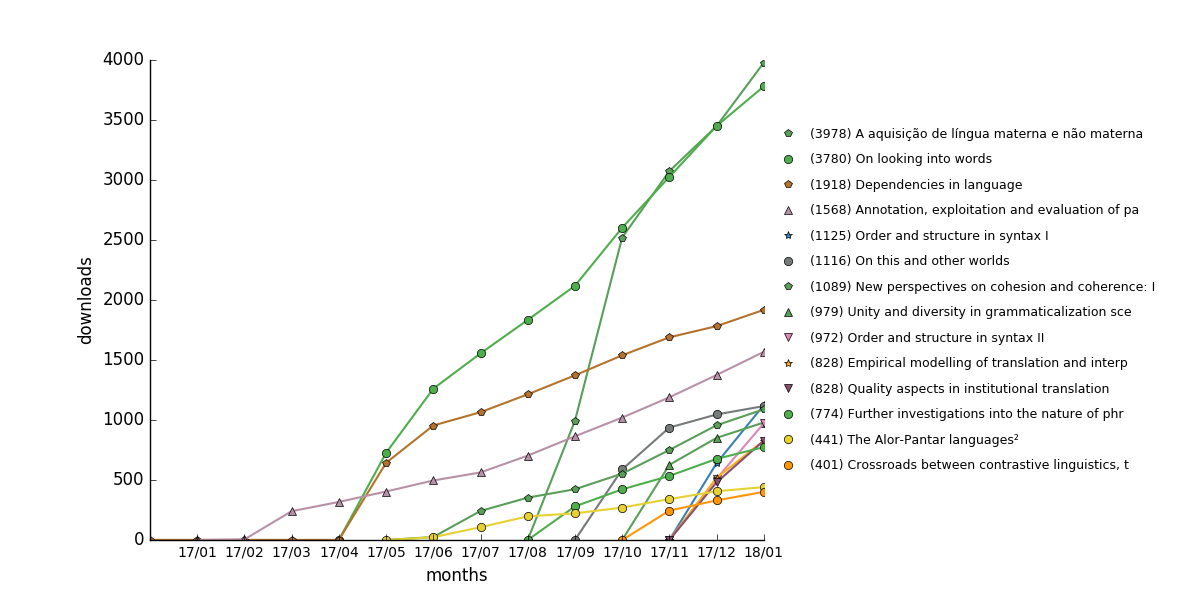 4000
3500
3000
2500
2000
1500
1000
500
0
downloads
17/01 17/02 17/03 17/04 17/05 17/06 17/07 17/08 17/09 17/10 17/11 17/12 18/01
months
(3978) A aquisição de língua materna e não materna
(3780) On looking into words
(1918) Dependencies in language
(1568) Annotation, exploitation and evaluation of pa
(1125) Order and structure in syntax I
(1116) On this and other worlds
(1089) New perspectives on cohesion and coherence: I
(979) Unity and diversity in grammaticalization sce
(972) Order and structure in syntax II
(828) Empirical modelling of translation and interp
(828) Quality aspects in institutional translation
(774) Further investigations into the nature of phr
(441) The Alor-Pantar languages²
(401) Crossroads between contrastive linguistics, t